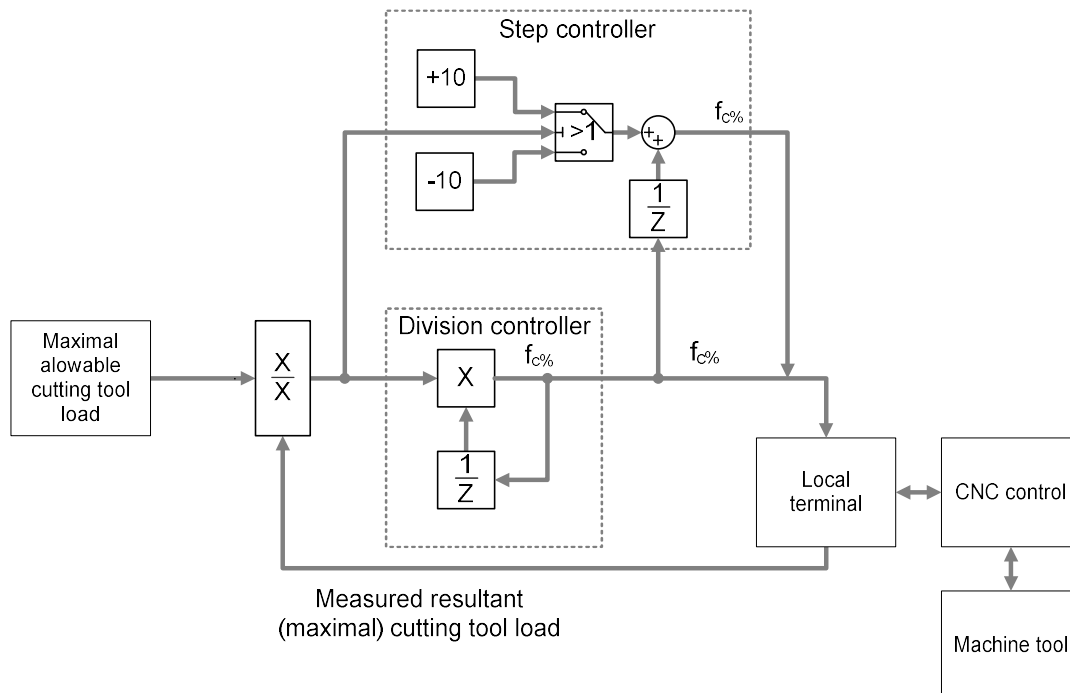 Step controller
+10
>1
-10
+
+
fC%
1
Z
Maximal
alowable
cutting tool
load
X
X
Division controller
fC%
X
1
Z
fC%
Local
terminal
CNC control
Machine tool
Measured resultant
(maximal) cutting tool load